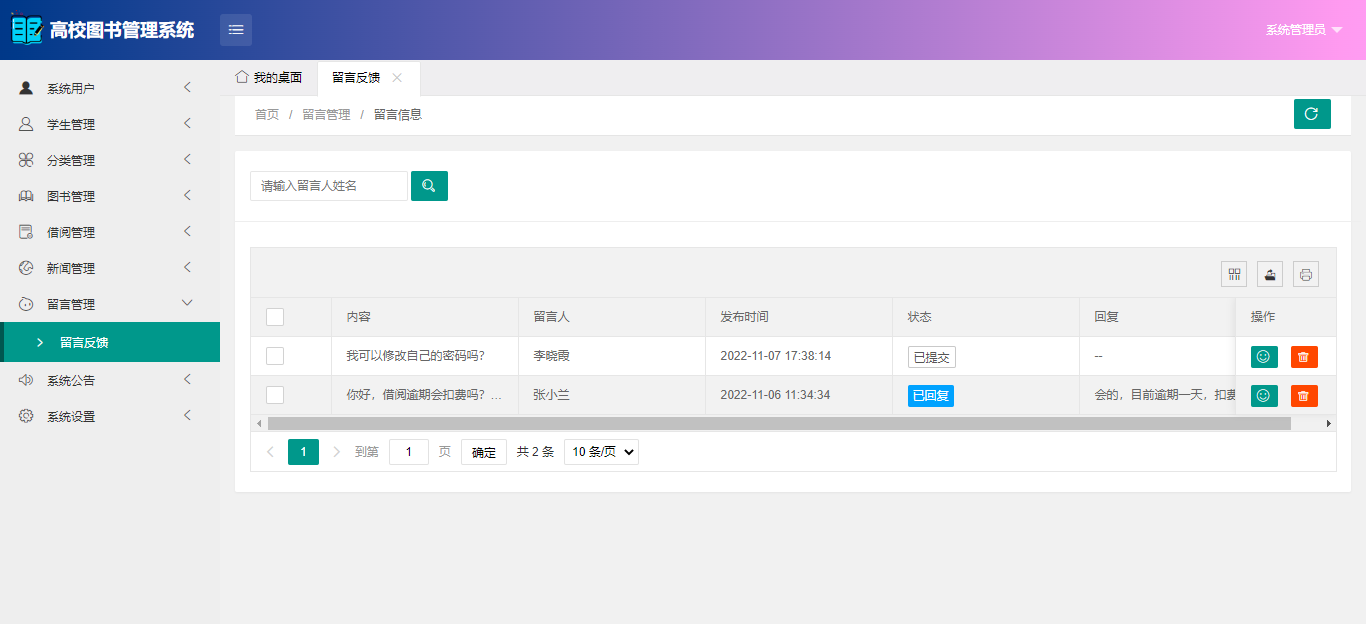 高校图书管理系统
系统管理员
系统用户
学生管理
分类管理
图书管理
借阅管理
新闻管理
留言管理
留言反馈
系统公告
系统设置
我的桌面 留言反馈
首页 / 留言管理 / 留言信息
请输入留言人姓名
内容 留言人 发布时间 状态 回复 操作
我可以修改自己的密码吗? 李晓霞 2022-11-07 17:38:14 已提交 --
你好，借阅逾期会扣费吗？... 张小兰 2022-11-06 11:34:34 已回复 会的，目前逾期一天，扣费
1 到第 1 页 确定 共 2 条 10 条/页